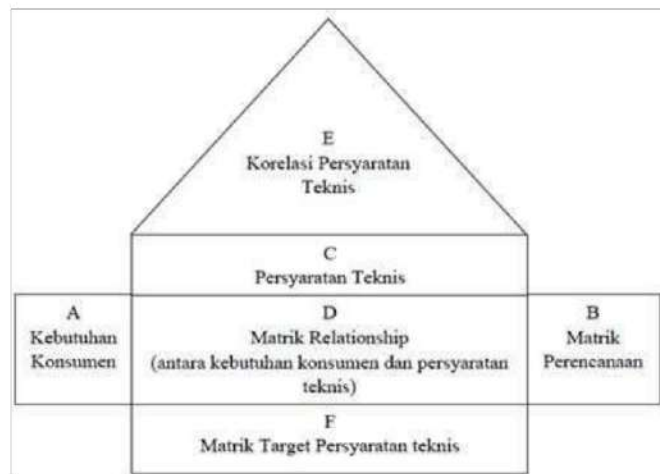 E
Korelasi Persyaratan
Teknis
C
Persyaratan Teknis
A
Kebutuhan
Konsumen
D
Matrik Relationship
(antara kebutuhan konsumen dan persyaratan
teknis)
B
Matrik
Perencanaan
F
Matrik Target Persyaratan teknis